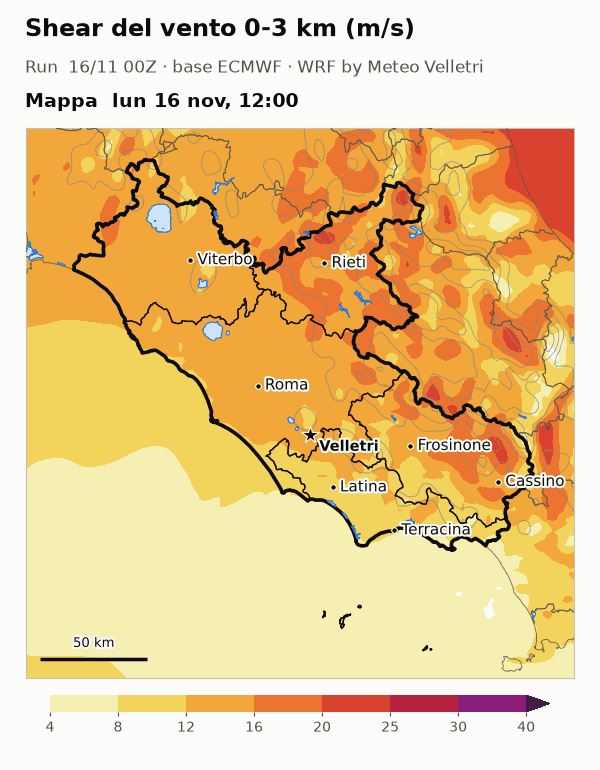 Shear del vento 0-3 km (m/s)
Run  16/11 00Z · base ECMWF · WRF by Meteo Velletri
Mappa  lun 16 nov, 12:00
Viterbo
Rieti
Roma
Velletri
Frosinone
Latina
Cassino
Terracina
50 km
4 8 12 16 20 25 30 40